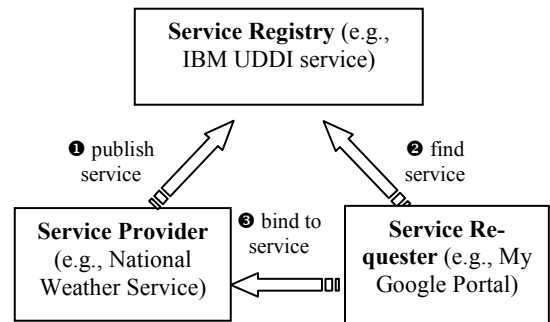 Service Registry (e.g.,
IBM UDDI service)
❶ publish
service
❷ find
service
Service Provider
(e.g., National
Weather Service)
❸ bind to
service
Service Re-
quester (e.g., My
Google Portal)